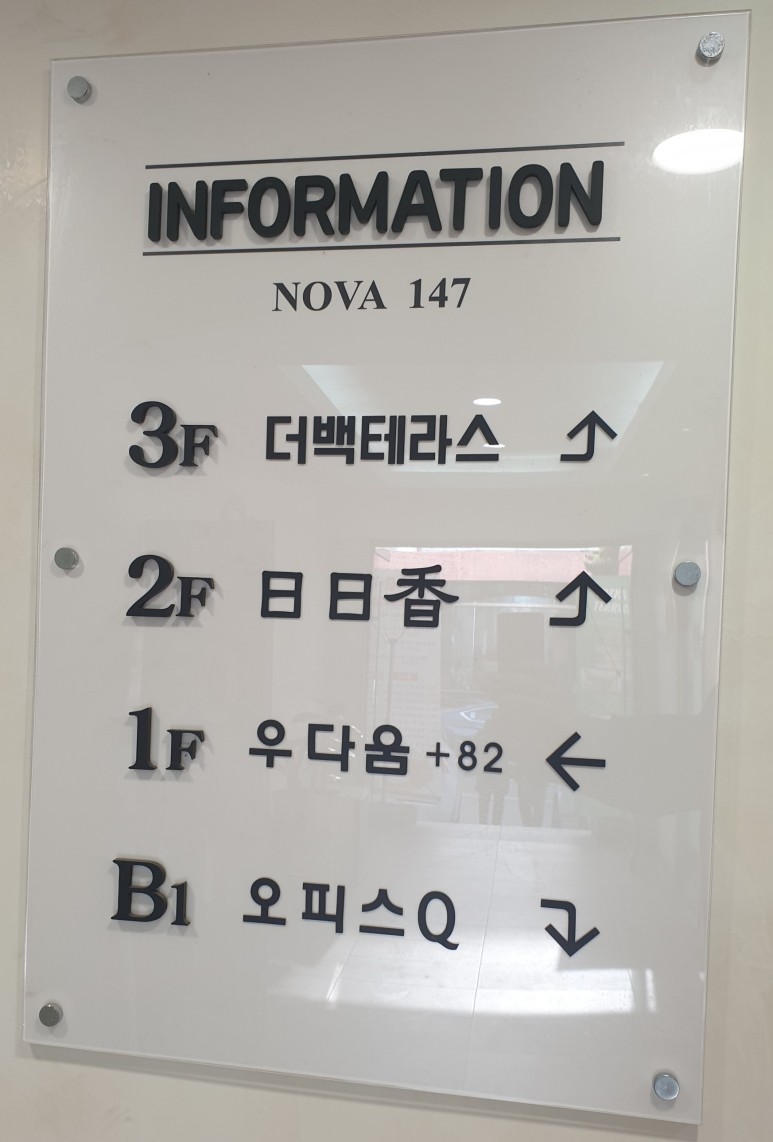 INFORMATION
NOVA 147
3F 더백테라스 ↑
2F 日日香 ↑
1F 우다움 +82 ←
B1 오피스Q ↓